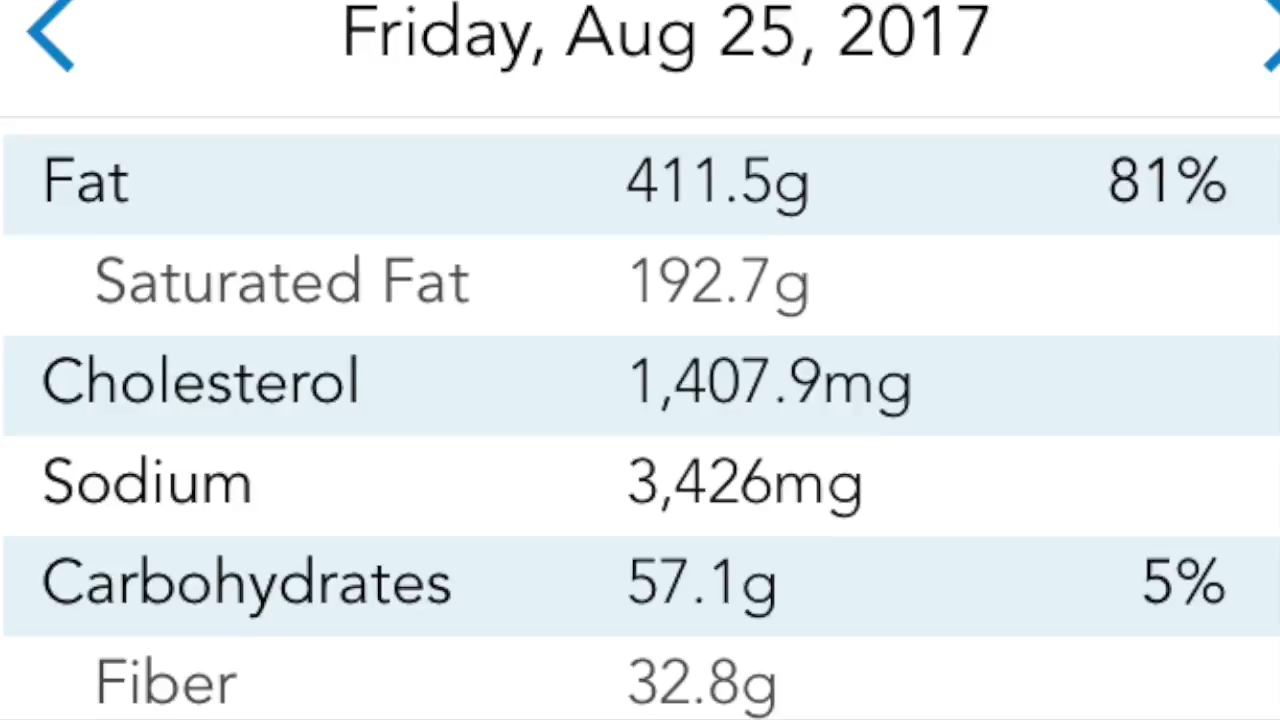 Friday, Aug 25, 2017
Fat 411.5g 81%
Saturated Fat 192.7g
Cholesterol 1,407.9mg
Sodium 3,426mg
Carbohydrates 57.1g 5%
Fiber 32.8g